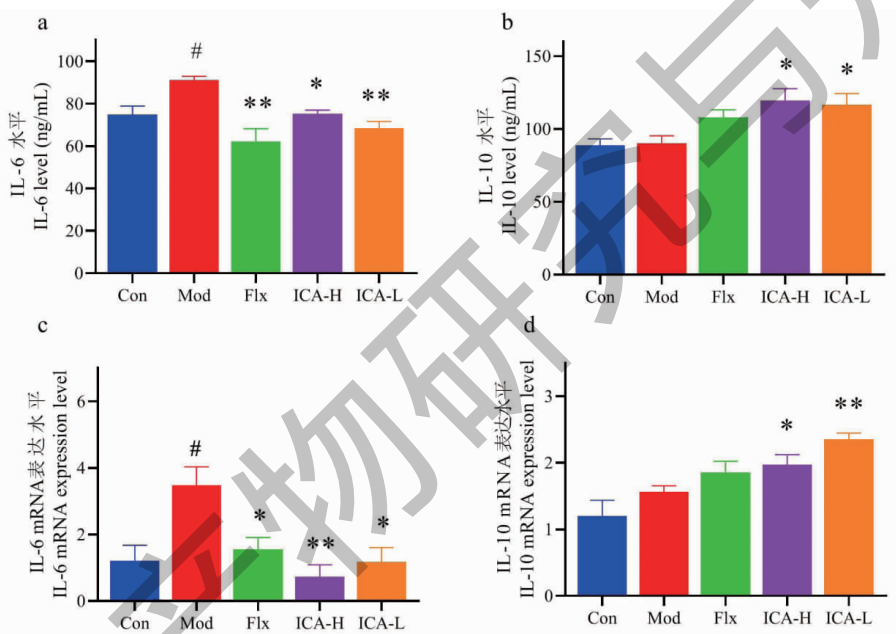 a
IL-6 水平
IL-6 level (ng/mL)
100
80
60
40
20
0
#
**
*
**
Con Mod Flx ICA-H ICA-L
b
IL-10 水平
IL-10 level (ng/mL)
150
100
50
0
*
*
Con Mod Flx ICA-H ICA-L
c
IL-6 mRNA表达水平
IL-6 mRNA expression level
6
4
2
0
#
*
**
*
Con Mod Flx ICA-H ICA-L
d
IL-10 mRNA表达水平
IL-10 mRNA expression level
3
2
1
0
*
**
Con Mod Flx ICA-H ICA-L
物研究与